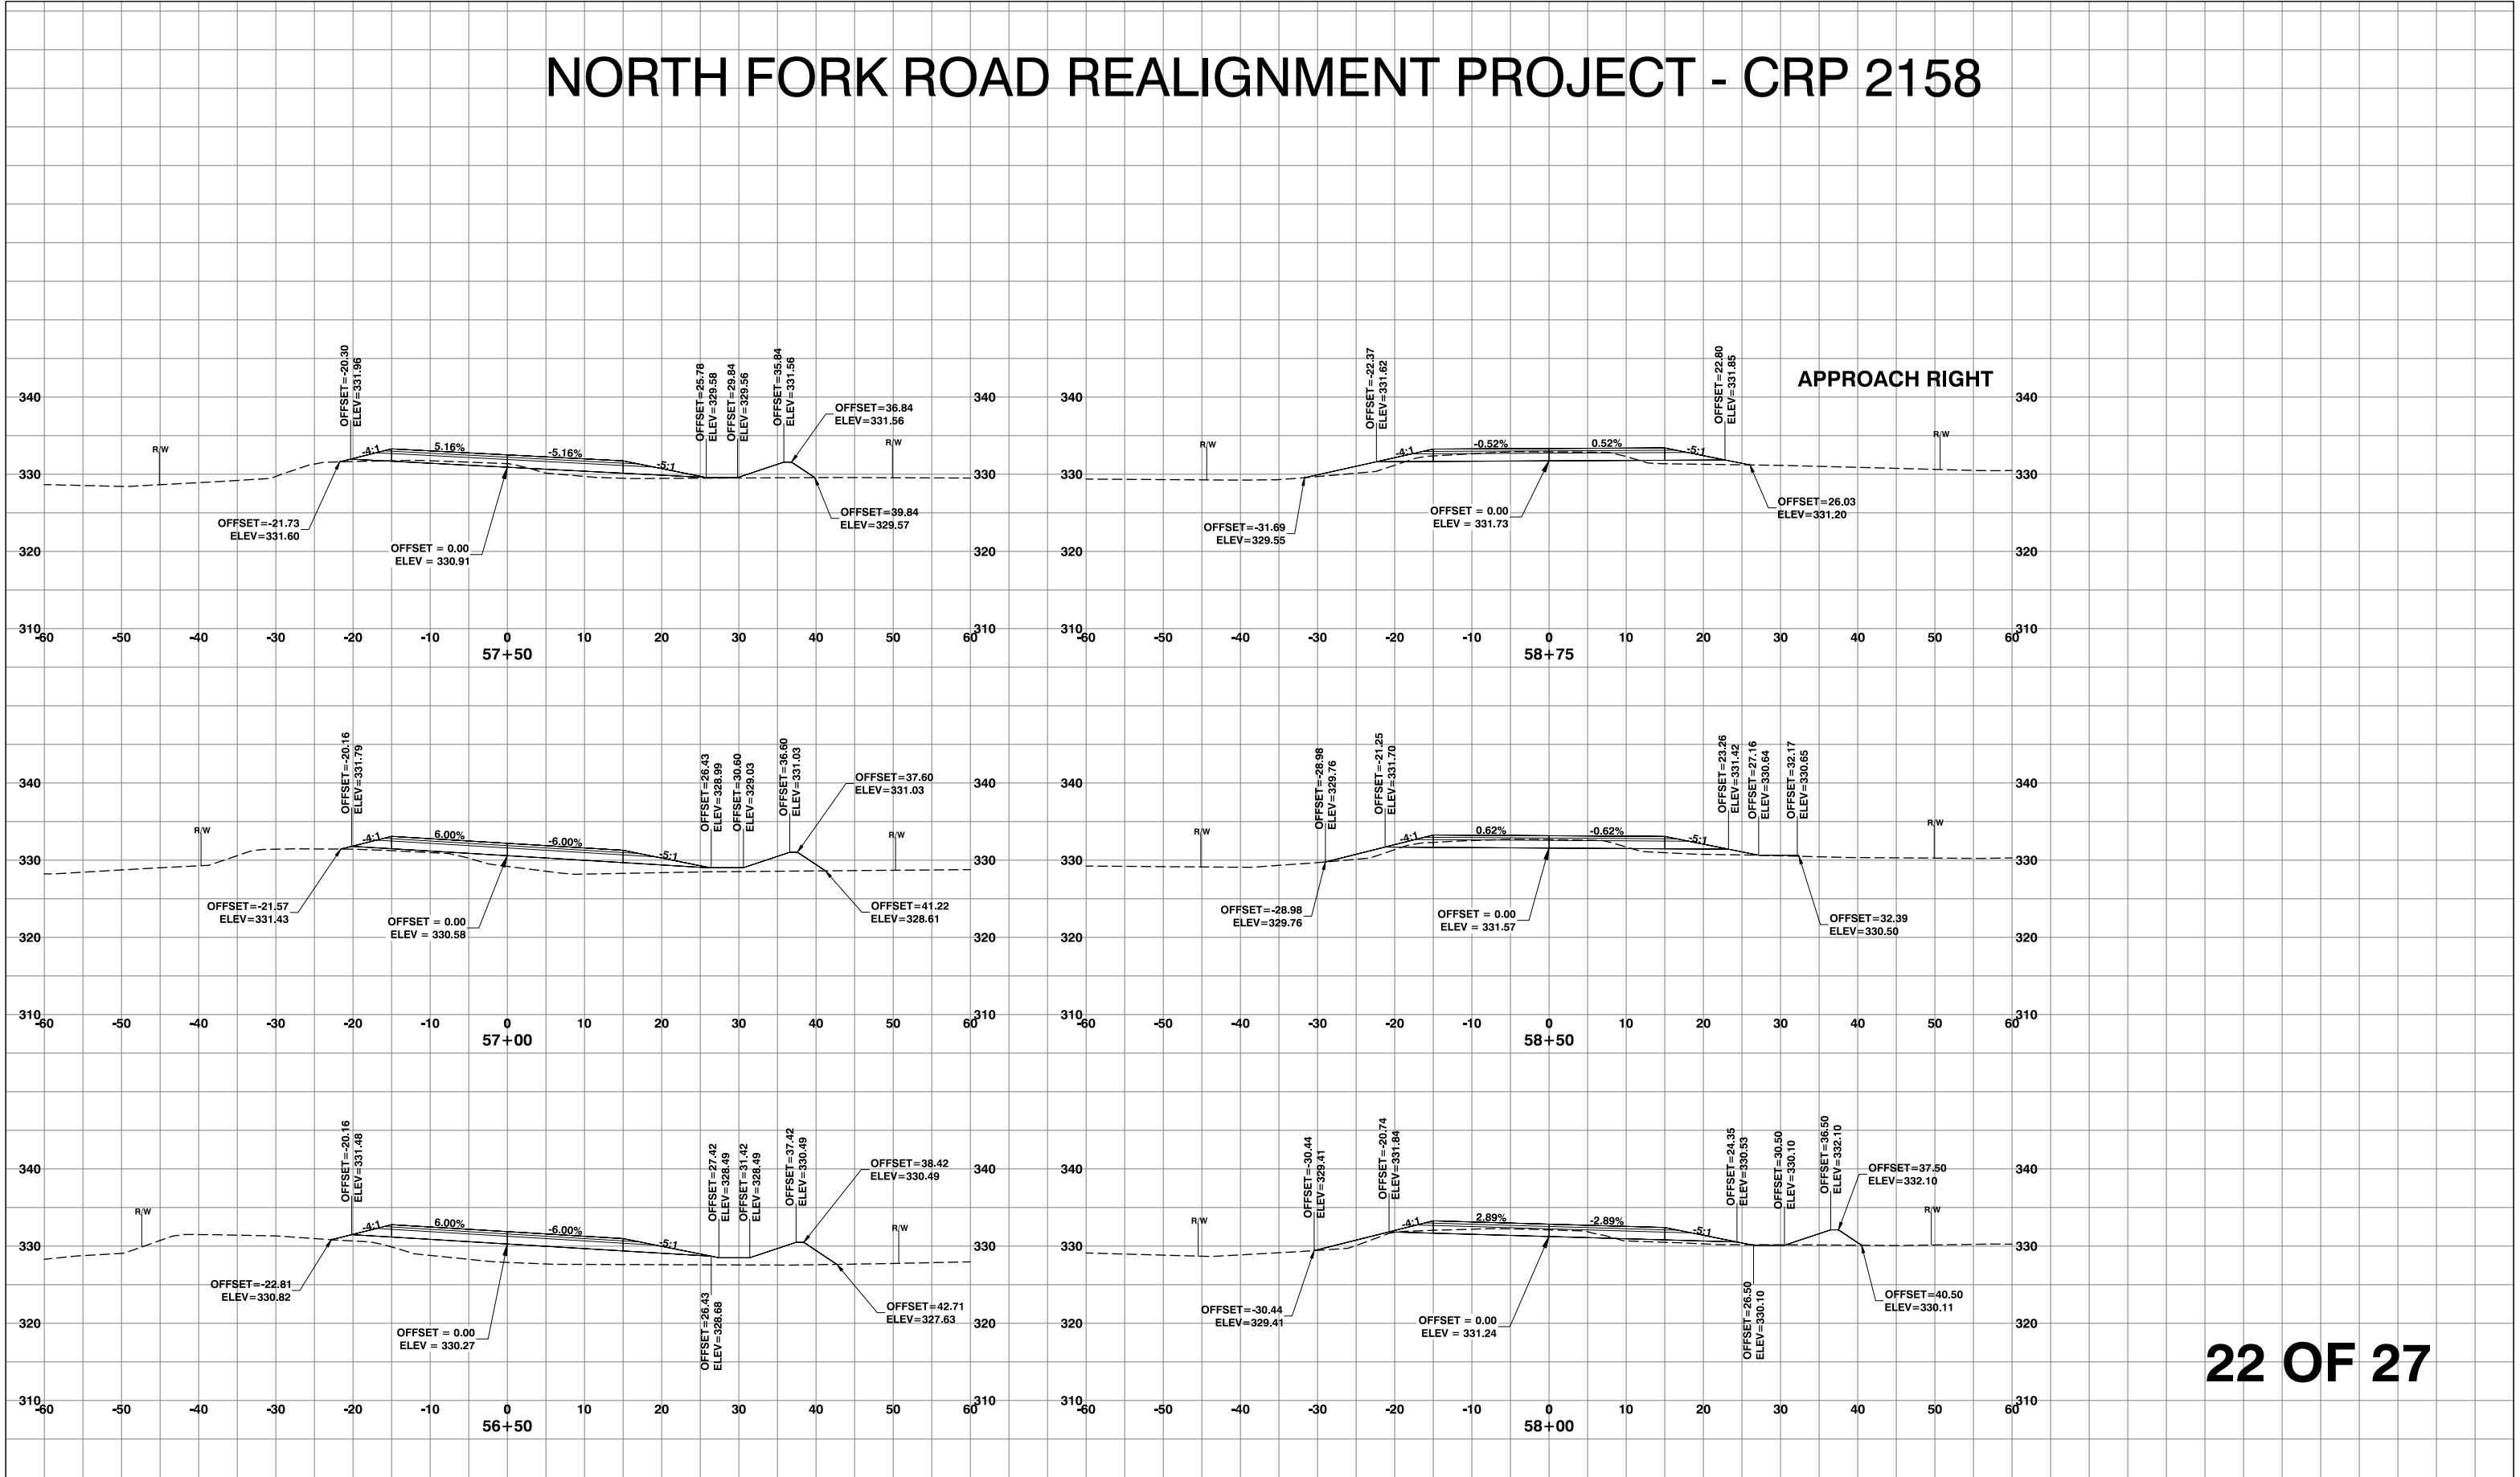 NORTH FORK ROAD REALIGNMENT PROJECT - CRP 2158
OFFSET=-20.30
ELEV=331.96
OFFSET=25.78
ELEV=329.58
OFFSET=29.84
ELEV=329.56
OFFSET=35.84
ELEV=331.56
OFFSET=36.84
ELEV=331.56
R/W
R/W
-4:1
5.16%
-5.16%
-5:1
OFFSET=-21.73
ELEV=331.60
OFFSET = 0.00
ELEV = 330.91
OFFSET=39.84
ELEV=329.57
340
330
320
310
340
330
320
310
-60 -50 -40 -30 -20 -10 0 10 20 30 40 50 60
57+50
OFFSET=-22.37
ELEV=331.62
OFFSET=22.80
ELEV=331.85
APPROACH RIGHT
R/W
R/W
-4:1
-0.52%
0.52%
-5:1
OFFSET=-31.69
ELEV=329.55
OFFSET = 0.00
ELEV = 331.73
OFFSET=26.03
ELEV=331.20
340
330
320
310
340
330
320
310
-60 -50 -40 -30 -20 -10 0 10 20 30 40 50 60
58+75
OFFSET=-20.16
ELEV=331.79
OFFSET=26.43
ELEV=328.99
OFFSET=30.60
ELEV=329.03
OFFSET=36.60
ELEV=331.03
OFFSET=37.60
ELEV=331.03
R/W
R/W
-4:1
6.00%
-6.00%
-5:1
OFFSET=-21.57
ELEV=331.43
OFFSET = 0.00
ELEV = 330.58
OFFSET=41.22
ELEV=328.61
340
330
320
310
340
330
320
310
-60 -50 -40 -30 -20 -10 0 10 20 30 40 50 60
57+00
OFFSET=-28.98
ELEV=329.76
OFFSET=-21.25
ELEV=331.70
OFFSET=23.26
ELEV=331.42
OFFSET=27.16
ELEV=330.64
OFFSET=32.17
ELEV=330.65
R/W
R/W
-4:1
0.62%
-0.62%
-5:1
OFFSET=-28.98
ELEV=329.76
OFFSET = 0.00
ELEV = 331.57
OFFSET=32.39
ELEV=330.50
340
330
320
310
340
330
320
310
-60 -50 -40 -30 -20 -10 0 10 20 30 40 50 60
58+50
OFFSET=-20.16
ELEV=331.48
OFFSET=27.42
ELEV=328.49
OFFSET=31.42
ELEV=328.49
OFFSET=37.42
ELEV=330.49
OFFSET=38.42
ELEV=330.49
R/W
R/W
-4:1
6.00%
-6.00%
-5:1
OFFSET=-22.81
ELEV=330.82
OFFSET = 0.00
ELEV = 330.27
OFFSET=26.43
ELEV=328.68
OFFSET=42.71
ELEV=327.63
340
330
320
310
340
330
320
310
-60 -50 -40 -30 -20 -10 0 10 20 30 40 50 60
56+50
OFFSET=-30.44
ELEV=329.41
OFFSET=-20.74
ELEV=331.84
OFFSET=24.35
ELEV=330.53
OFFSET=30.50
ELEV=330.10
OFFSET=36.50
ELEV=332.10
OFFSET=37.50
ELEV=332.10
R/W
R/W
-4:1
2.89%
-2.89%
-5:1
OFFSET=-30.44
ELEV=329.41
OFFSET = 0.00
ELEV = 331.24
OFFSET=26.50
ELEV=330.10
OFFSET=40.50
ELEV=330.11
340
330
320
310
340
330
320
310
-60 -50 -40 -30 -20 -10 0 10 20 30 40 50 60
58+00
22 OF 27